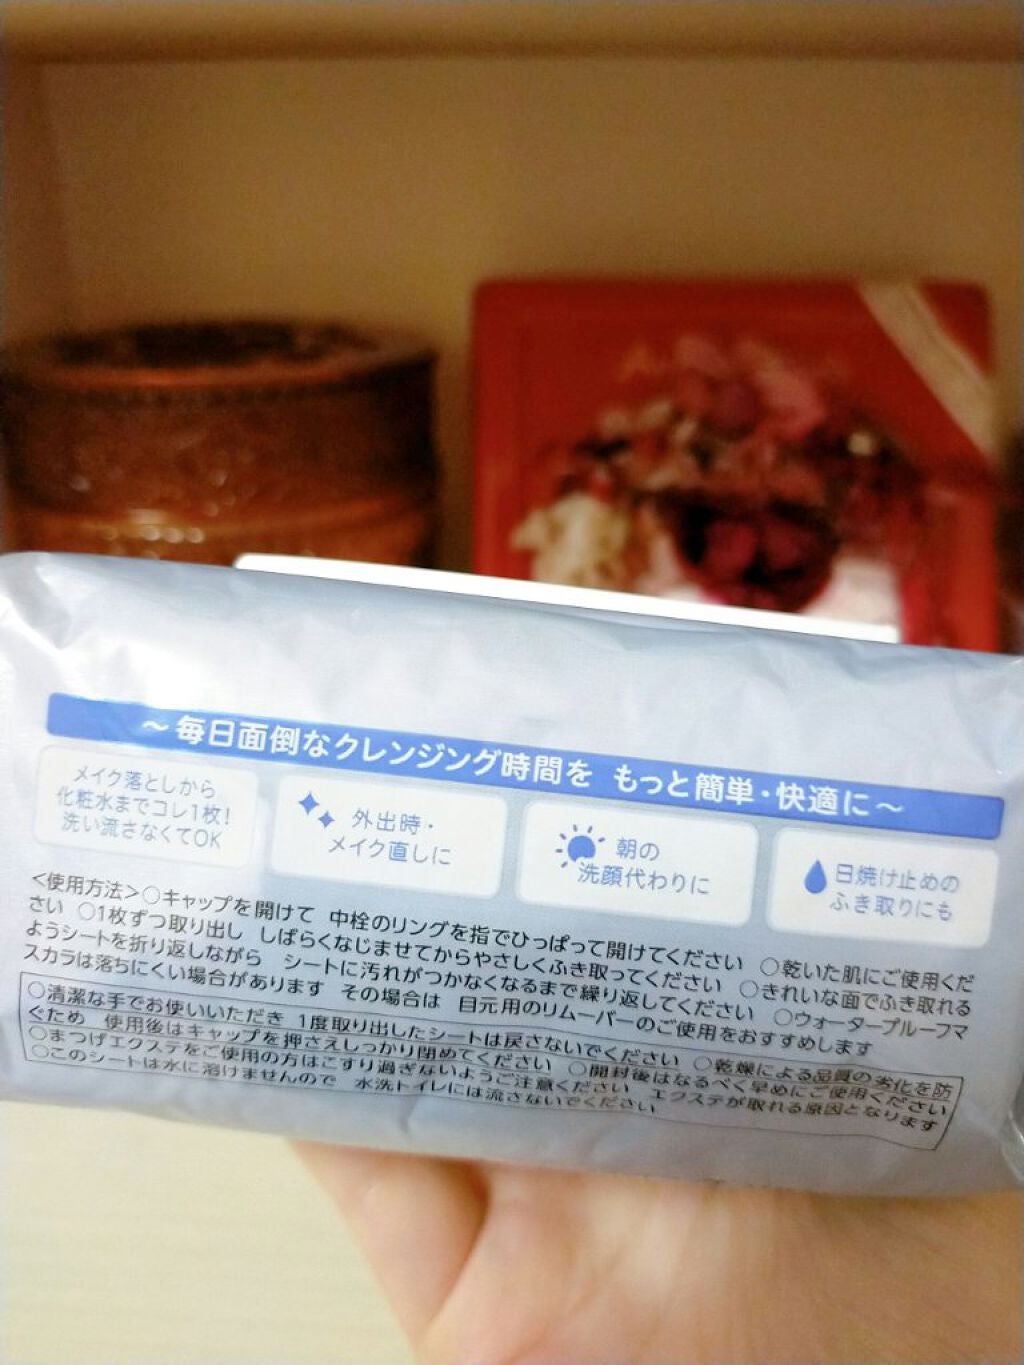 ～毎日面倒なクレンジング時間を もっと簡単・快適に～
メイク落としから
化粧水までコレ1枚!
洗い流さなくてOK
外出時・
メイク直しに
朝の
洗顔代わりに
日焼け止めの
ふき取りにも
<使用方法>○キャップを開けて 中栓のリングを指でひっぱって開けてください ○乾いた肌にご使用くだ
さい ○1枚ずつ取り出し しばらくなじませてからやさしくふき取ってください ○きれいな面でふき取れる
ようシートを折り返しながら シートに汚れがつかなくなるまで繰り返してください ○ウォータープルーフマ
スカラは落ちにくい場合があります その場合は 目元用のリムーバーのご使用をおすすめします
○清潔な手でお使いいただき 1度取り出したシートは戻さないでください ○乾燥による品質の劣化を防
ぐため 使用後はキャップを押さえしっかり閉めてください ○開封後はなるべく早めにご使用ください
○まつげエクステをご使用の方はこすり過ぎないようご注意ください エクステが取れる原因となります
○このシートは水に溶けませんので 水洗トイレには流さないでください